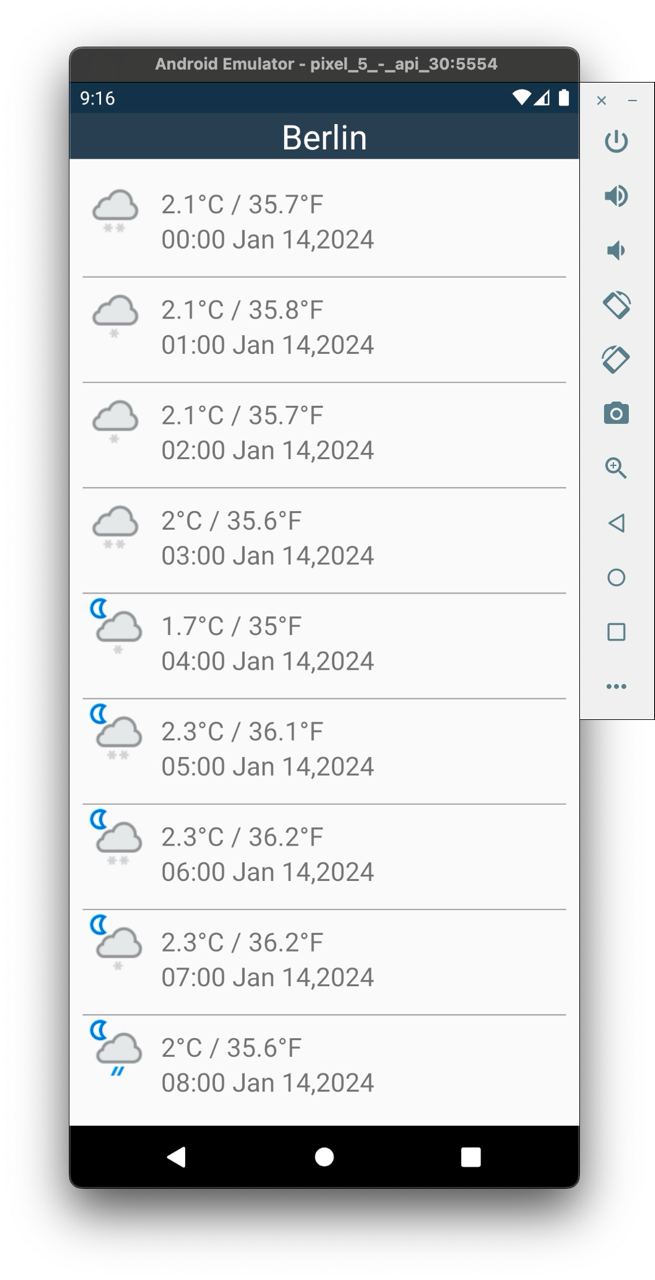 Android Emulator - pixel_5_-_api_30:5554
9:16
Berlin
2.1°C / 35.7°F
00:00 Jan 14,2024
2.1°C / 35.8°F
01:00 Jan 14,2024
2.1°C / 35.7°F
02:00 Jan 14,2024
2°C / 35.6°F
03:00 Jan 14,2024
1.7°C / 35°F
04:00 Jan 14,2024
2.3°C / 36.1°F
05:00 Jan 14,2024
2.3°C / 36.2°F
06:00 Jan 14,2024
2.3°C / 36.2°F
07:00 Jan 14,2024
2°C / 35.6°F
08:00 Jan 14,2024